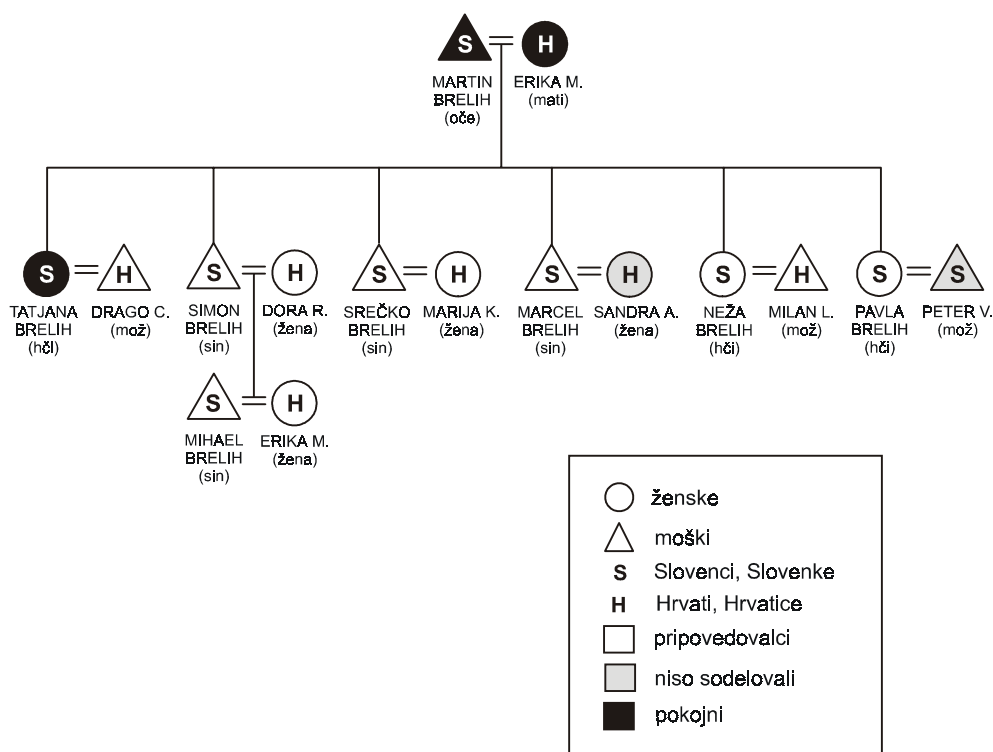 S H
MARTIN ERIKA M.
BRELIH (mati)
(oče)
S H S H S H S H S H S S
TATJANA DRAGO C. SIMON DORA R. SREČKO MARIJA K. MARCEL SANDRA A. NEŽA MILAN L. PAVLA PETER V.
BRELIH (mož) BRELIH (žena) BRELIH (žena) BRELIH (žena) BRELIH (mož) BRELIH (mož)
(hči) (sin) (sin) (sin) (hči) (hči)
S H
MIHAEL ERIKA M.
BRELIH (žena)
(sin)
ženske
moški
S Slovenci, Slovenke
H Hrvati, Hrvatice
pripovedovalci
niso sodelovali
pokojni